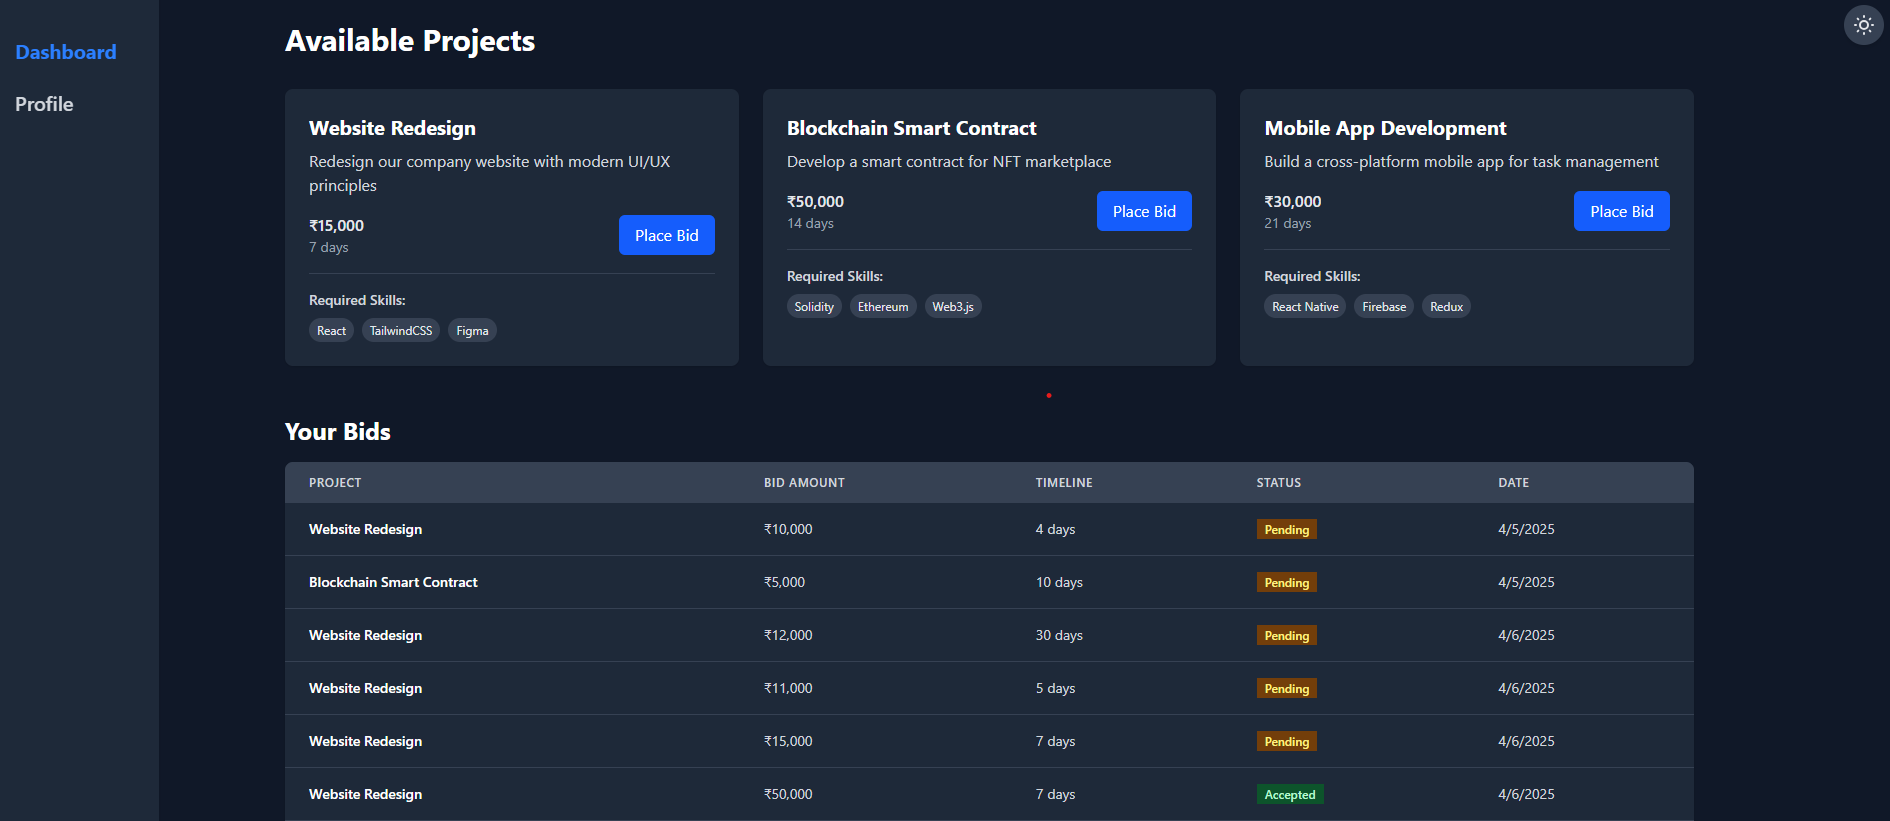 Dashboard
Profile
Available Projects
Website Redesign
Redesign our company website with modern UI/UX
principles
₹15,000
7 days
Place Bid
Required Skills:
React TailwindCSS Figma
Blockchain Smart Contract
Develop a smart contract for NFT marketplace
₹50,000
14 days
Place Bid
Required Skills:
Solidity Ethereum Web3.js
Mobile App Development
Build a cross-platform mobile app for task management
₹30,000
21 days
Place Bid
Required Skills:
React Native Firebase Redux
Your Bids
PROJECT BID AMOUNT TIMELINE STATUS DATE
Website Redesign ₹10,000 4 days Pending 4/5/2025
Blockchain Smart Contract ₹5,000 10 days Pending 4/5/2025
Website Redesign ₹12,000 30 days Pending 4/6/2025
Website Redesign ₹11,000 5 days Pending 4/6/2025
Website Redesign ₹15,000 7 days Pending 4/6/2025
Website Redesign ₹50,000 7 days Accepted 4/6/2025